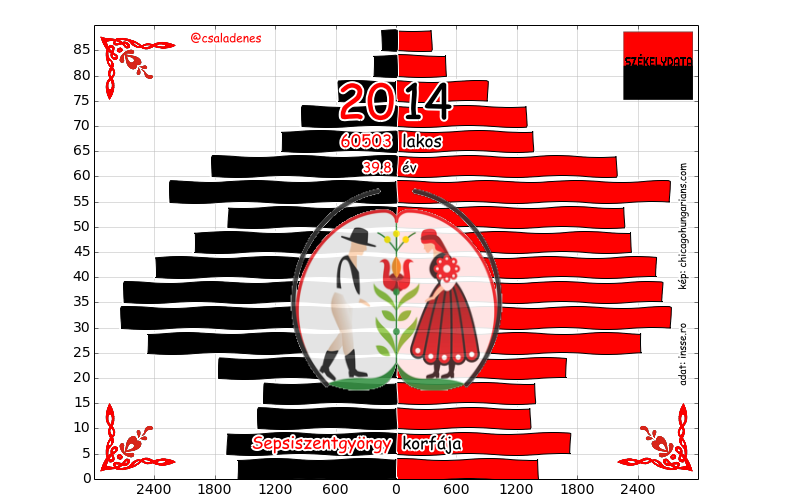 @csaladenes
SZÉKELYDATA
2014
60503 lakos
39.8 év
kép: chicagohungarians.com
adat: insse.ro
Sepsiszentgyörgy korfája
85
80
75
70
65
60
55
50
45
40
35
30
25
20
15
10
5
0
2400 1800 1200 600 0 600 1200 1800 2400